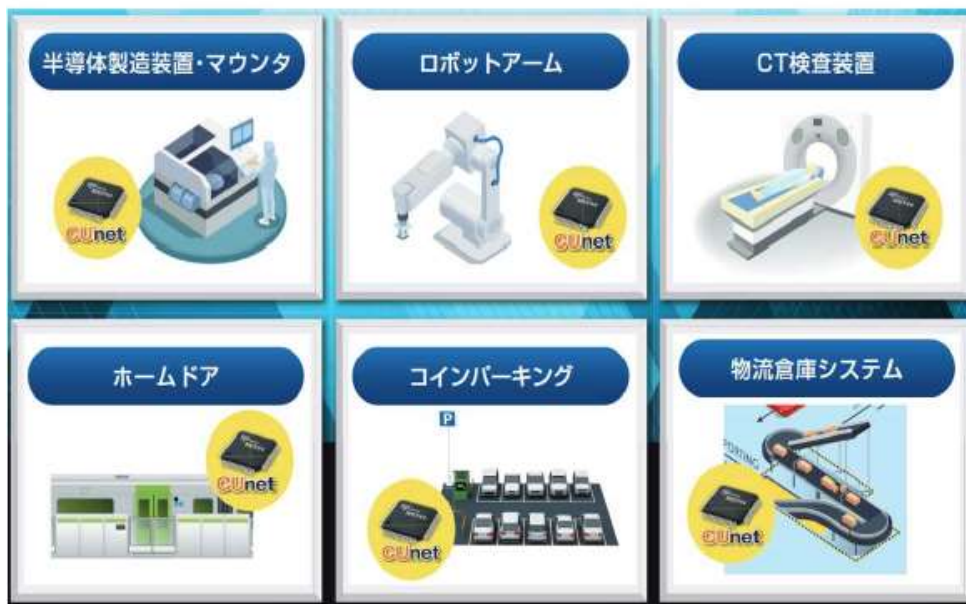 半導体製造装置・マウンタ
ロボットアーム
CT検査装置
CUnet
CUnet
CUnet
ホームドア
コインパーキング
物流倉庫システム
P
PORTING
CUnet
CUnet
CUnet